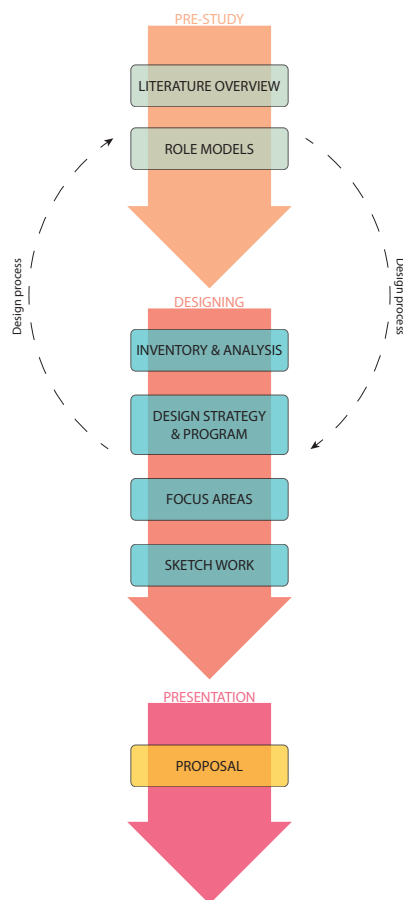 PRE-STUDY
LITERATURE OVERVIEW
ROLE MODELS
Design process
Design process
DESIGNING
INVENTORY & ANALYSIS
DESIGN STRATEGY
& PROGRAM
FOCUS AREAS
SKETCH WORK
PRESENTATION
PROPOSAL